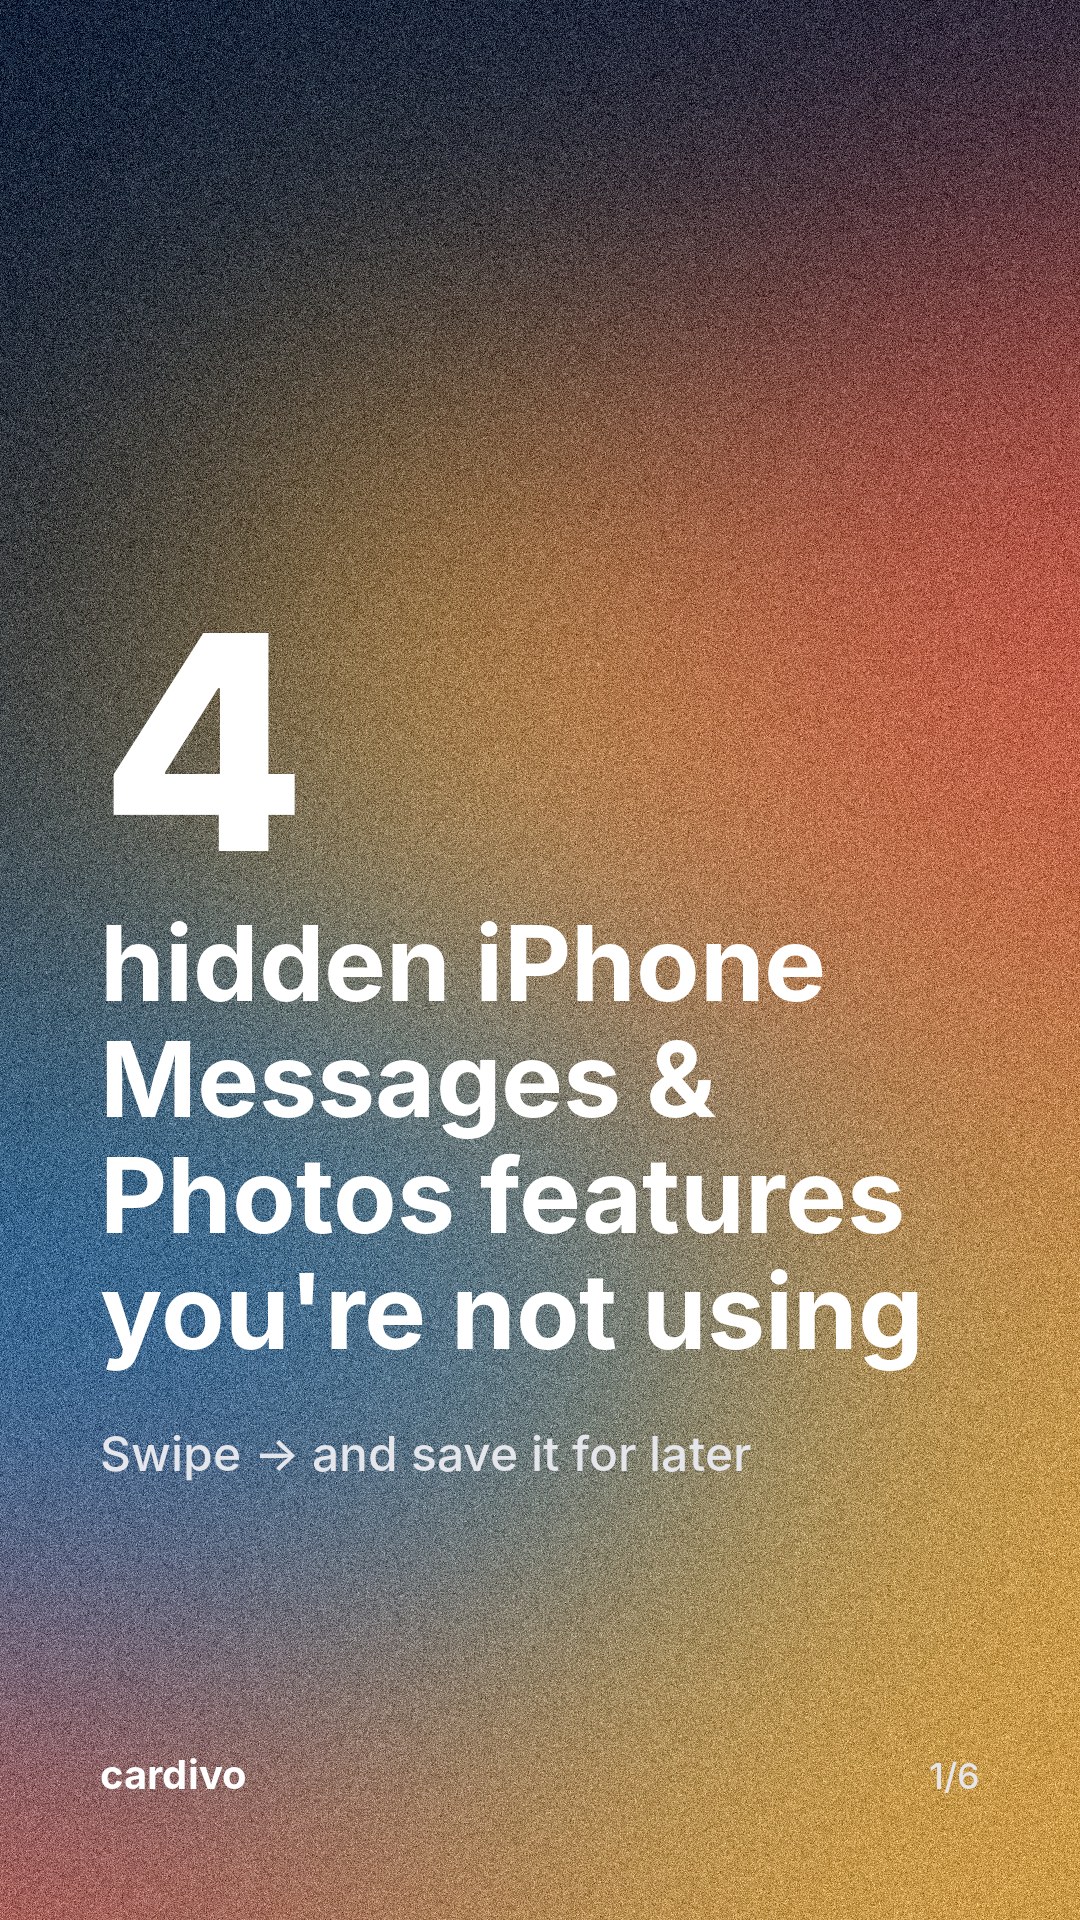 4
hidden iPhone
Messages &
Photos features
you're not using
Swipe → and save it for later
cardivo
1/6